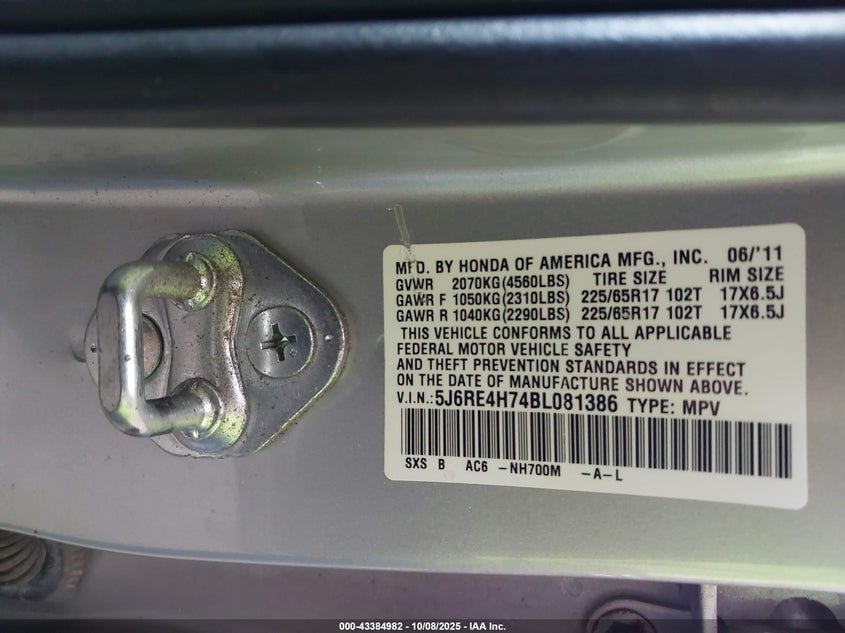 MFD. BY HONDA OF AMERICA MFG., INC. 06/'11
GVWR 2070KG(4560LBS) TIRE SIZE RIM SIZE
GAWR F 1050KG(2310LBS) 225/65R17 102T 17X6.5J
GAWR R 1040KG(2290LBS) 225/65R17 102T 17X6.5J
THIS VEHICLE CONFORMS TO ALL APPLICABLE
FEDERAL MOTOR VEHICLE SAFETY
AND THEFT PREVENTION STANDARDS IN EFFECT
ON THE DATE OF MANUFACTURE SHOWN ABOVE.
V.I.N.: 5J6RE4H74BL081386 TYPE: MPV
SXS B AC6 -NH700M -A-L
000-43384982 - 10/08/2025 - IAA Inc.